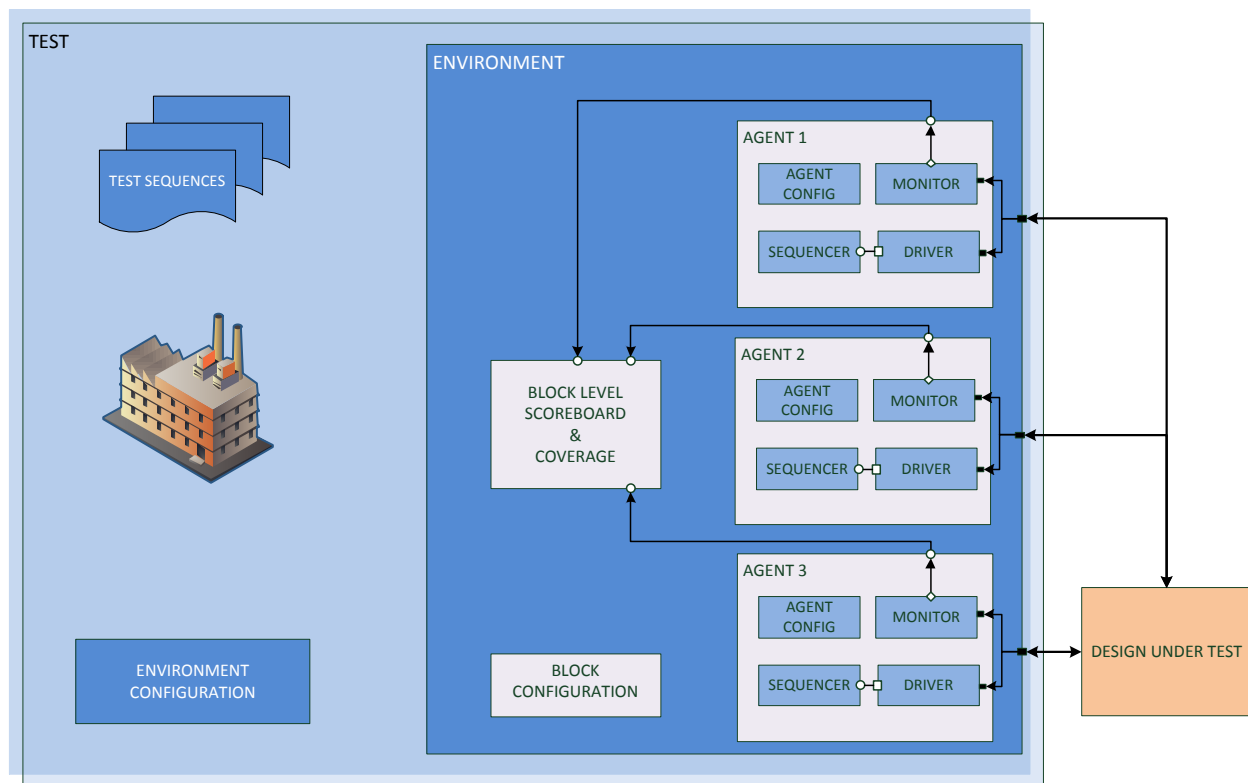 TEST
ENVIRONMENT
TEST SEQUENCES
AGENT 1
AGENT
CONFIG
MONITOR
SEQUENCER
DRIVER
BLOCK LEVEL
SCOREBOARD
&
COVERAGE
AGENT 2
AGENT
CONFIG
MONITOR
SEQUENCER
DRIVER
AGENT 3
AGENT
CONFIG
MONITOR
SEQUENCER
DRIVER
ENVIRONMENT
CONFIGURATION
BLOCK
CONFIGURATION
DESIGN UNDER TEST